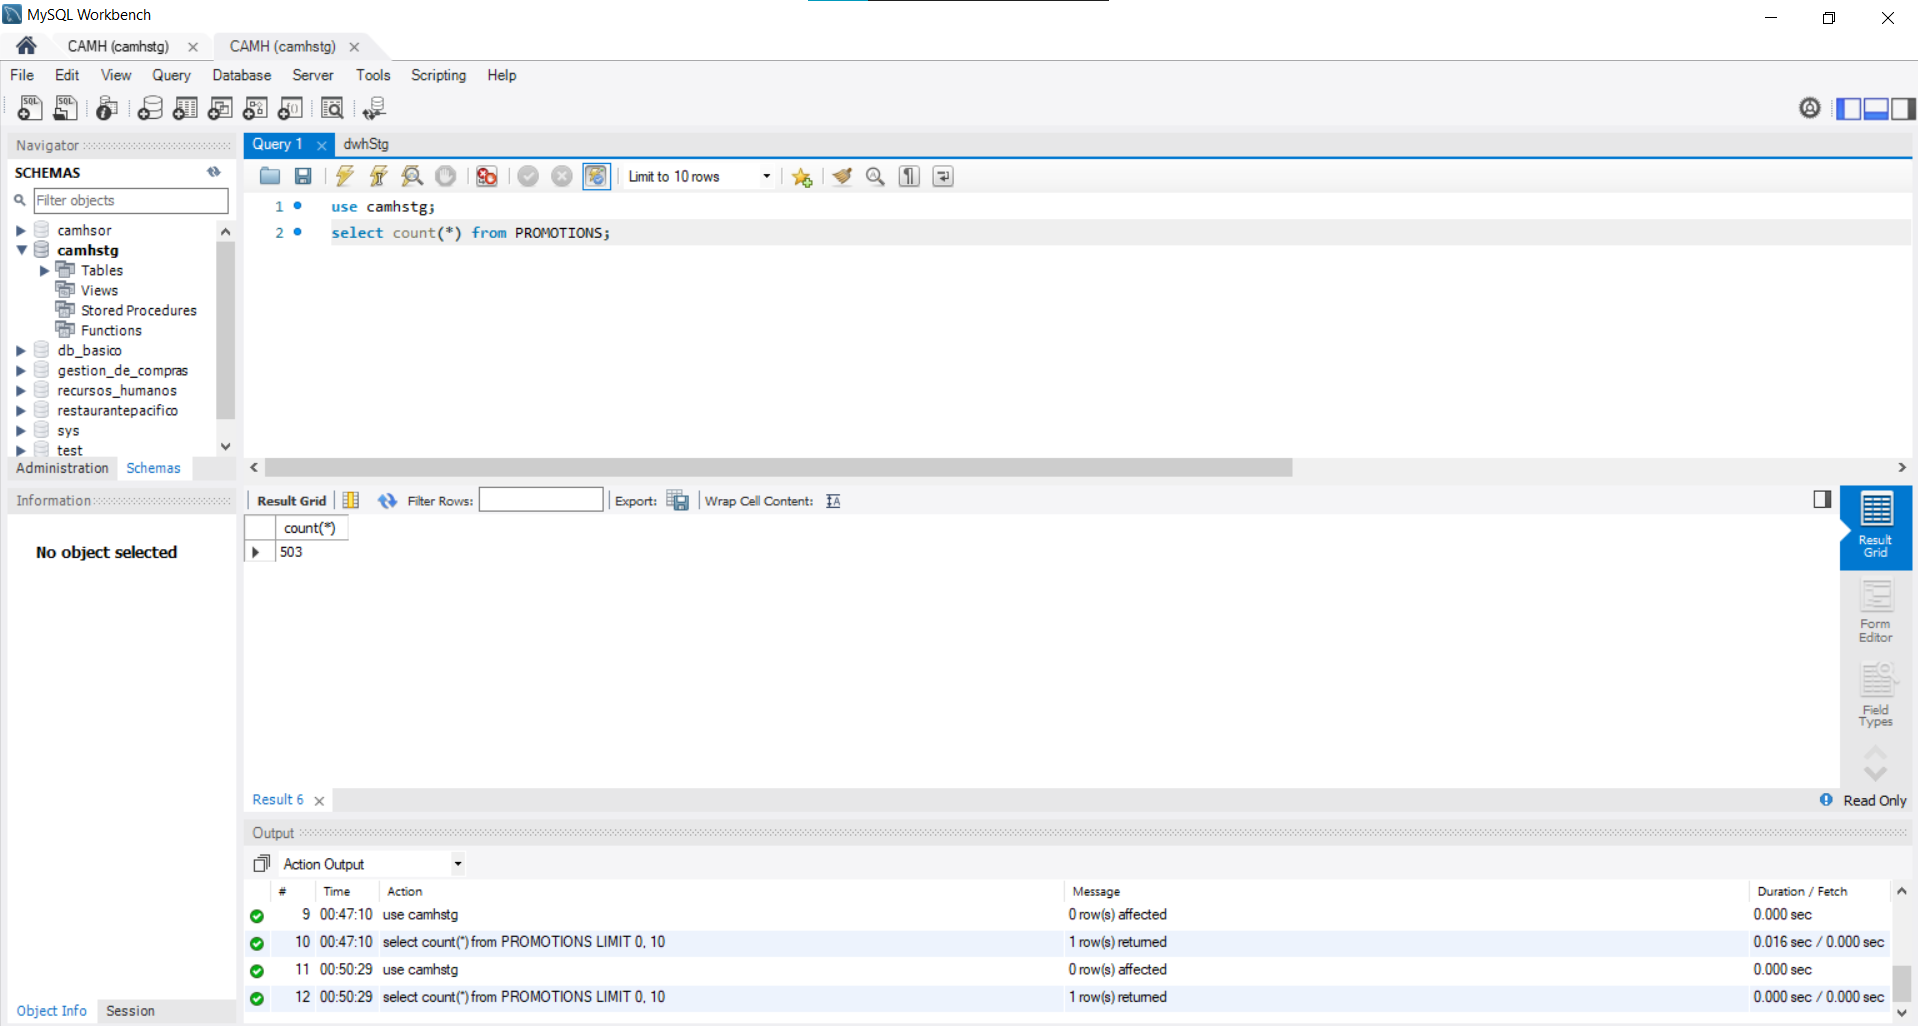 MySQL Workbench
CAMH (camhstg)
CAMH (camhstg)
File Edit View Query Database Server Tools Scripting Help
Navigator
SCHEMAS
Filter objects
camhsor
camhstg
Tables
Views
Stored Procedures
Functions
db_basico
gestion_de_compras
recursos_humanos
restaurantepacifico
sys
test
Administration Schemas
Information
No object selected
Object Info Session
Query 1 dwhStg
Limit to 10 rows
1 use camhstg;
2 select count(*) from PROMOTIONS;
Result Grid Filter Rows: Export: Wrap Cell Content:
count(*)
503
Result
Grid
Form
Editor
Field
Types
Result 6 Read Only
Output
Action Output
# Time Action Message Duration / Fetch
9 00:47:10 use camhstg 0 row(s) affected 0.000 sec
10 00:47:10 select count(*) from PROMOTIONS LIMIT 0, 10 1 row(s) returned 0.016 sec / 0.000 sec
11 00:50:29 use camhstg 0 row(s) affected 0.000 sec
12 00:50:29 select count(*) from PROMOTIONS LIMIT 0, 10 1 row(s) returned 0.000 sec / 0.000 sec